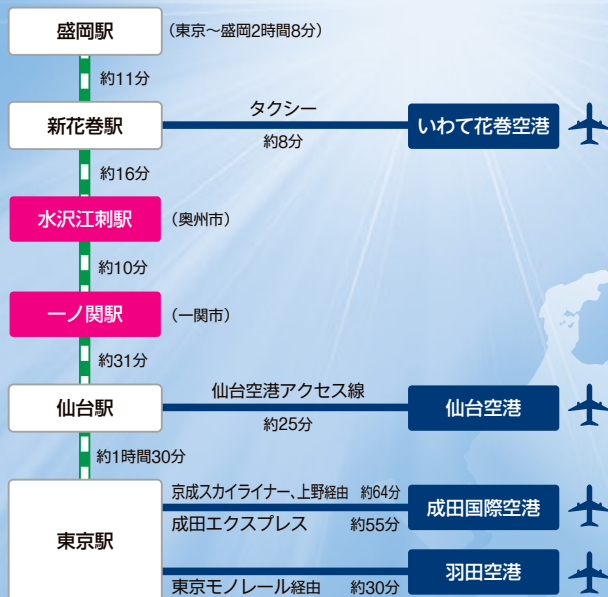 盛岡駅
(東京～盛岡2時間8分)
約11分
新花巻駅
タクシー
約8分
いわて花巻空港
約16分
水沢江刺駅
(奥州市)
約10分
一ノ関駅
(一関市)
約31分
仙台駅
仙台空港アクセス線
約25分
仙台空港
約1時間30分
東京駅
京成スカイライナー、上野経由 約64分
成田エクスプレス 約55分
成田国際空港
東京モノレール経由 約30分
羽田空港